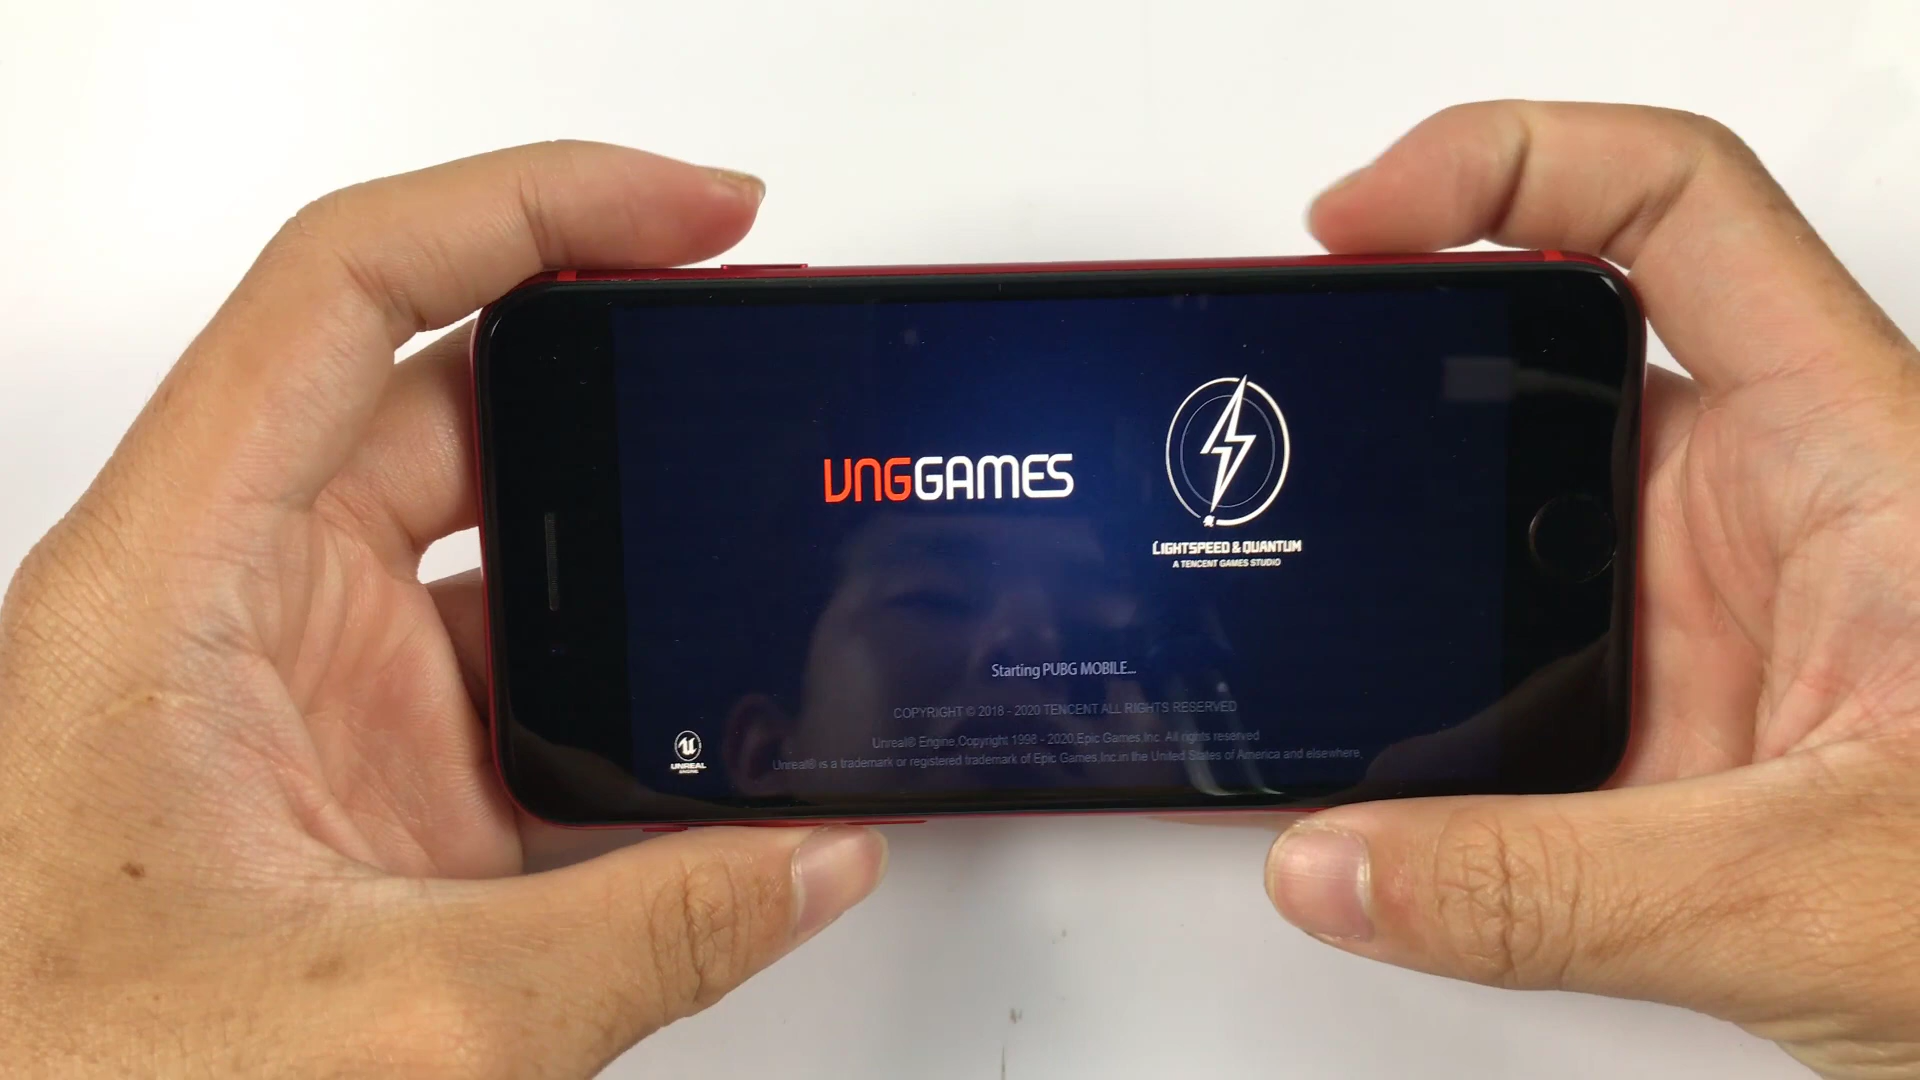 VNGGAMES
LIGHTSPEED & QUANTUM
A TENCENT GAMES STUDIO
Starting PUBG MOBILE...
COPYRIGHT © 2018 - 2020 TENCENT ALL RIGHTS RESERVED
Unreal® Engine,Copyright 1998 - 2020,Epic Games,Inc. All rights reserved
Unreal® is a trademark or registered trademark of Epic Games,Inc.in the United States of America and elsewhere,
UNREAL
ENGINE